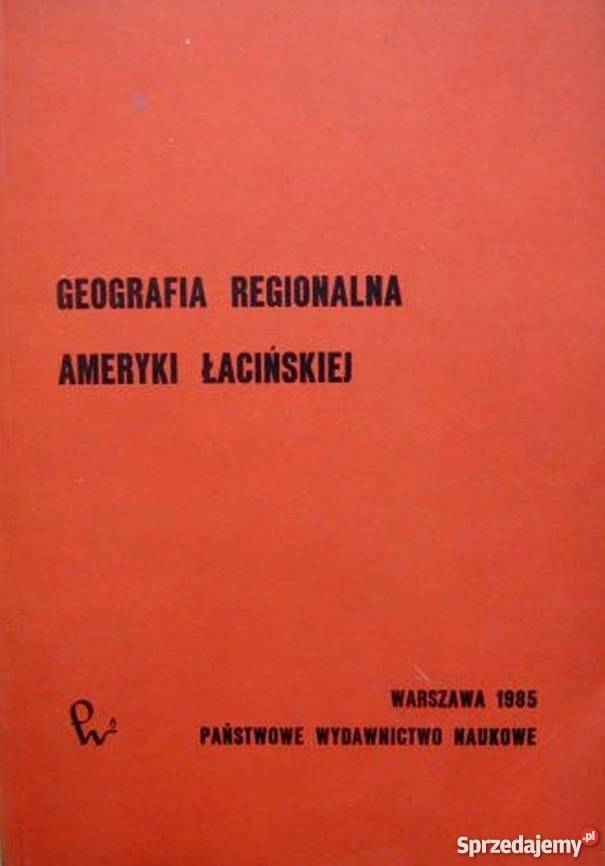 GEOGRAFIA REGIONALNA
AMERYKI ŁACIŃSKIEJ
WARSZAWA 1985
PAŃSTWOWE WYDAWNICTWO NAUKOWE
Sprzedajemy.pl